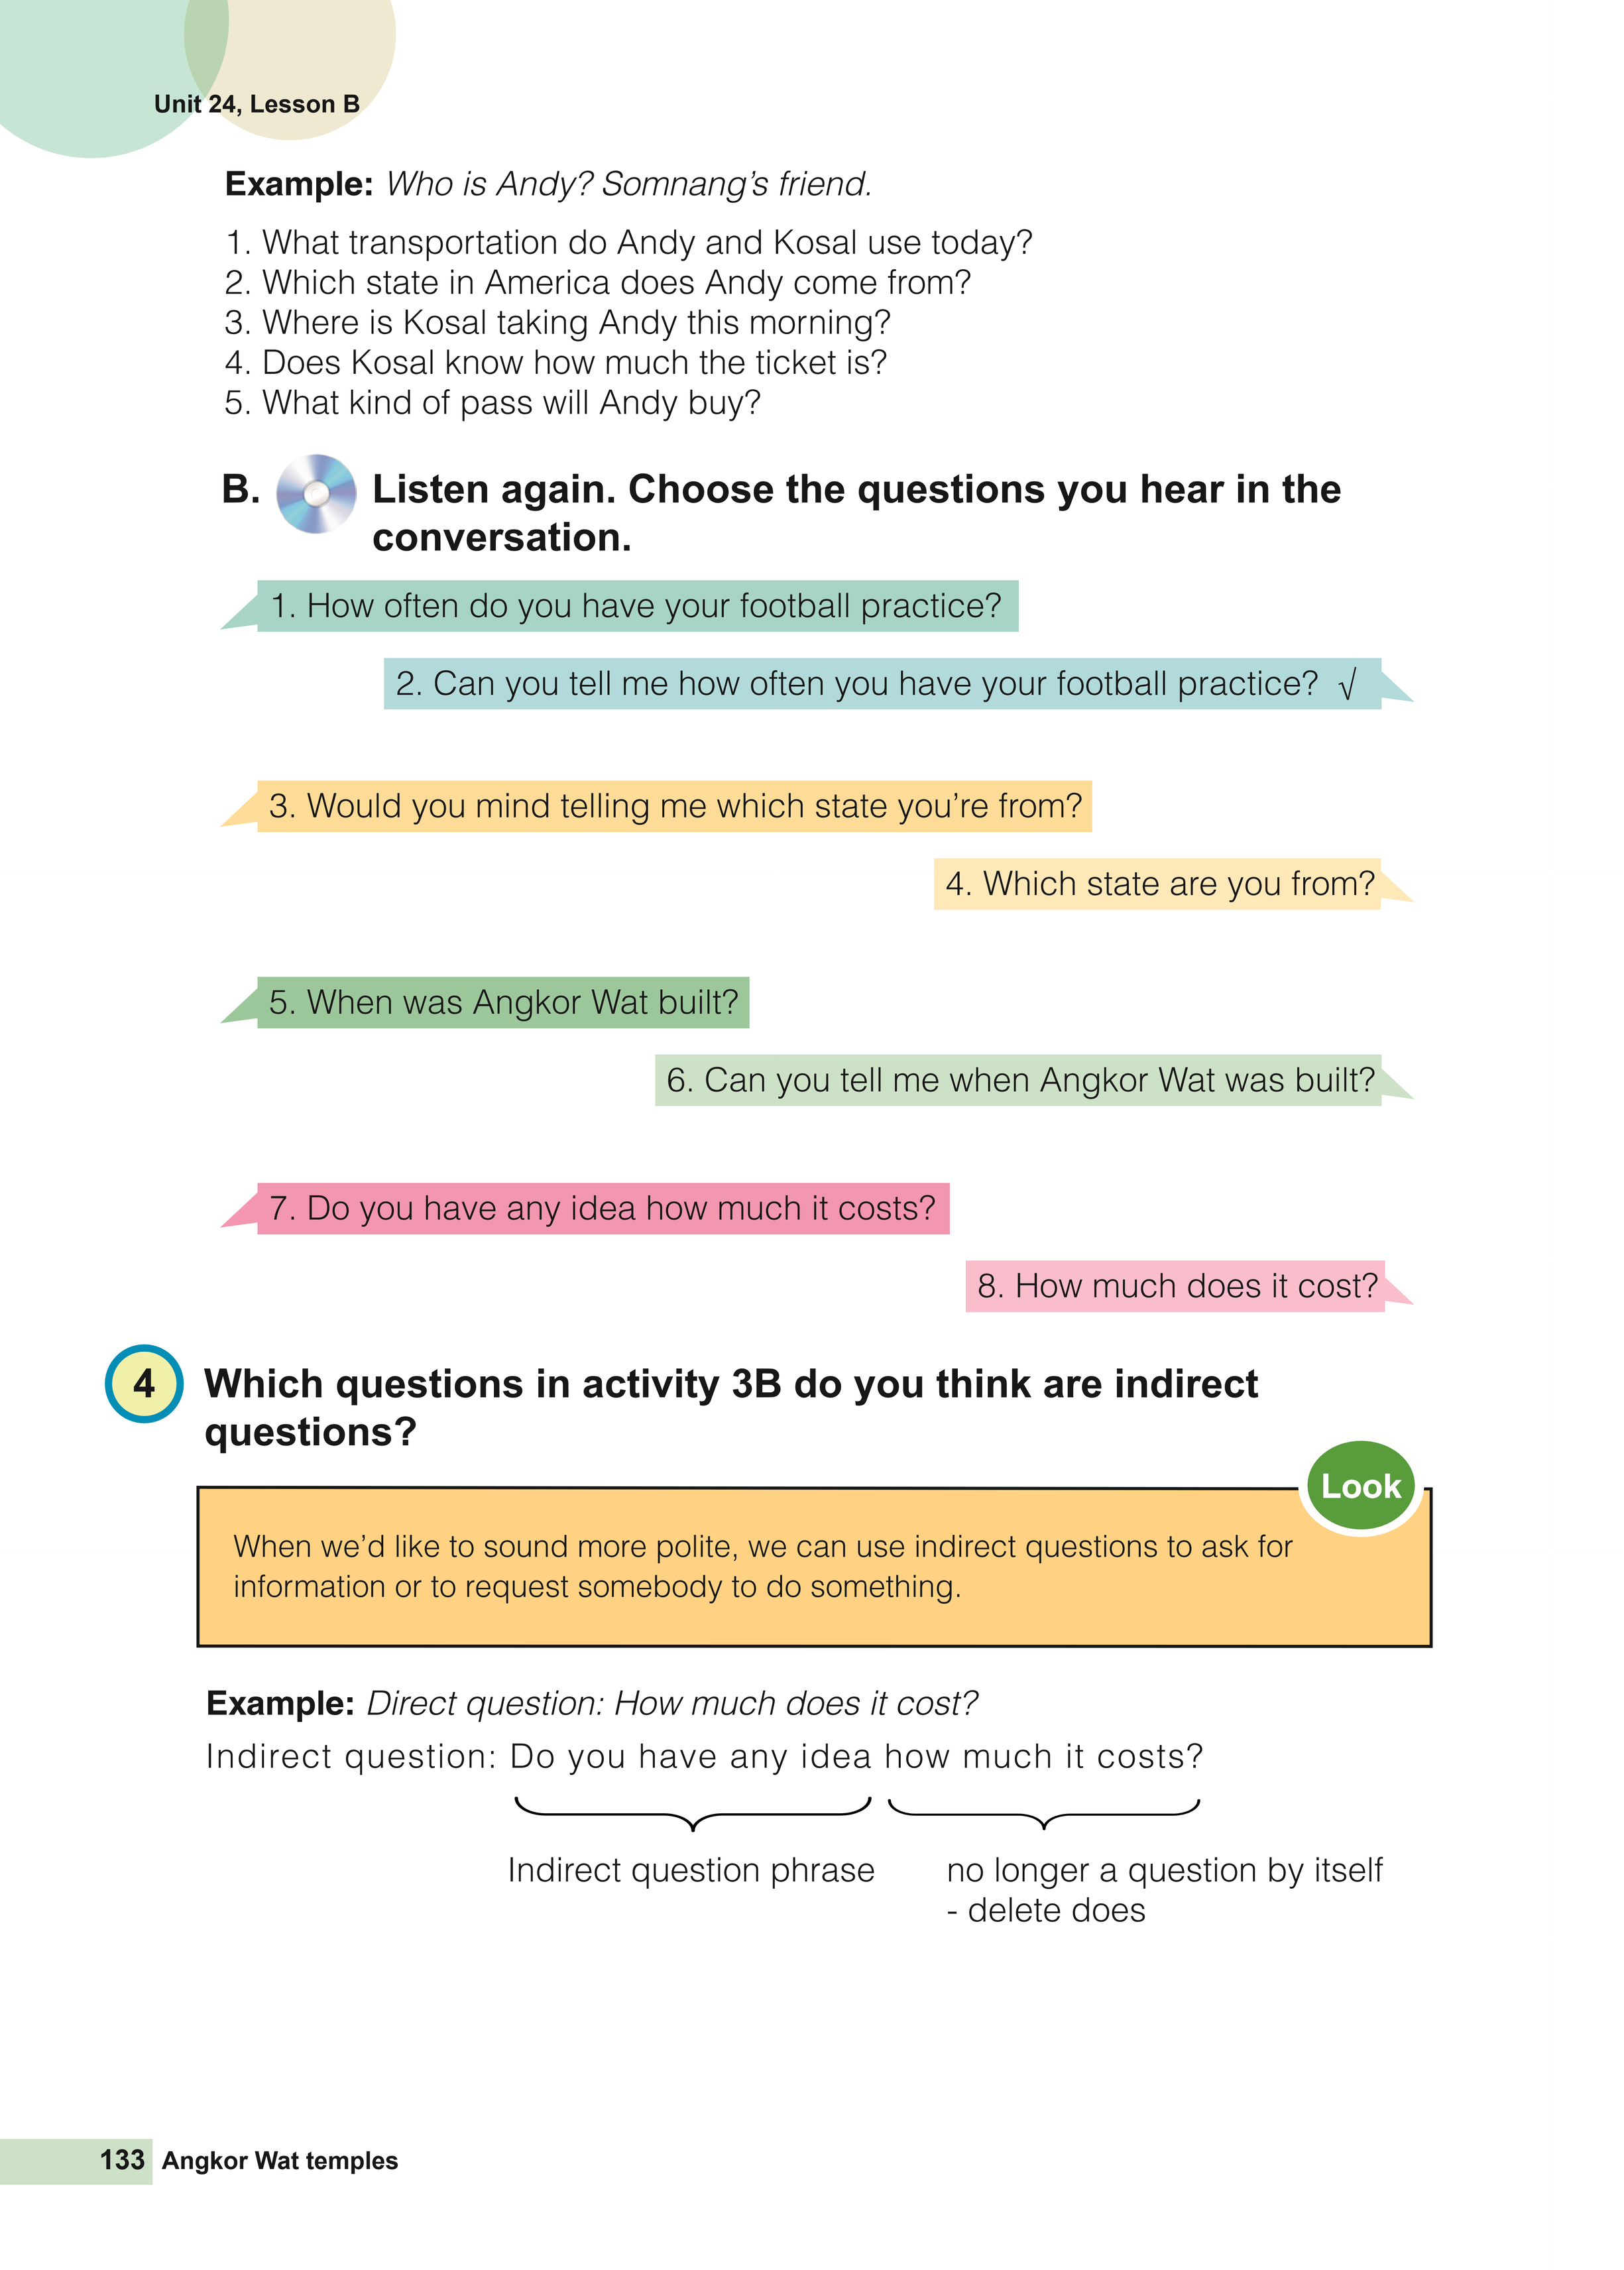 Unit 24, Lesson B
Example: Who is Andy? Somnang's friend.
1. What transportation do Andy and Kosal use today?
2. Which state in America does Andy come from?
3. Where is Kosal taking Andy this morning?
4. Does Kosal know how much the ticket is?
5. What kind of pass will Andy buy?
B. Listen again. Choose the questions you hear in the
conversation.
1. How often do you have your football practice?
2. Can you tell me how often you have your football practice? √
3. Would you mind telling me which state you're from?
4. Which state are you from?
5. When was Angkor Wat built?
6. Can you tell me when Angkor Wat was built?
7. Do you have any idea how much it costs?
8. How much does it cost?
4 Which questions in activity 3B do you think are indirect
questions?
Look
When we'd like to sound more polite, we can use indirect questions to ask for
information or to request somebody to do something.
Example: Direct question: How much does it cost?
Indirect question: Do you have any idea how much it costs?
Indirect question phrase no longer a question by itself
- delete does
133 Angkor Wat temples